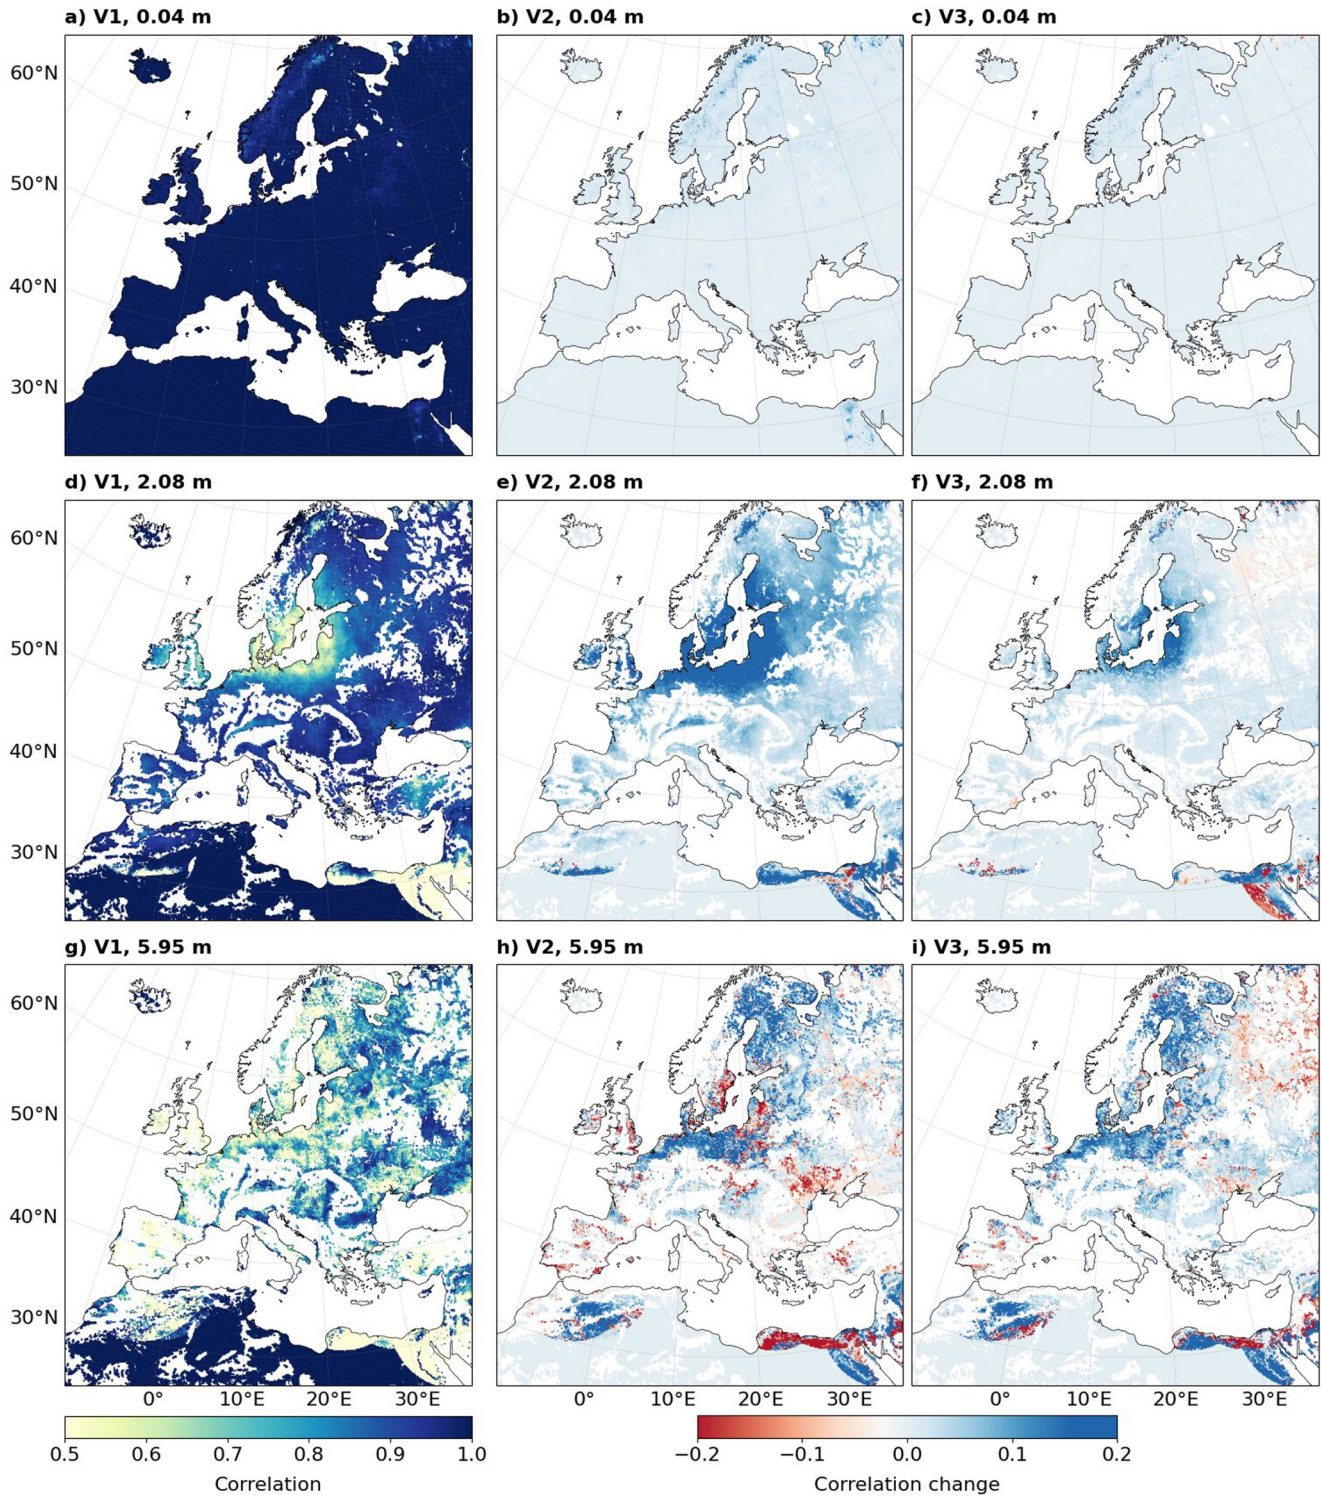 a) V1, 0.04 m
b) V2, 0.04 m
c) V3, 0.04 m
60°N
50°N
40°N
30°N
d) V1, 2.08 m
e) V2, 2.08 m
f) V3, 2.08 m
60°N
50°N
40°N
30°N
g) V1, 5.95 m
h) V2, 5.95 m
i) V3, 5.95 m
60°N
50°N
40°N
30°N
0° 10°E 20°E 30°E
0° 10°E 20°E 30°E
0° 10°E 20°E 30°E
0.5 0.6 0.7 0.8 0.9 1.0
Correlation
−0.2 −0.1 0.0 0.1 0.2
Correlation change